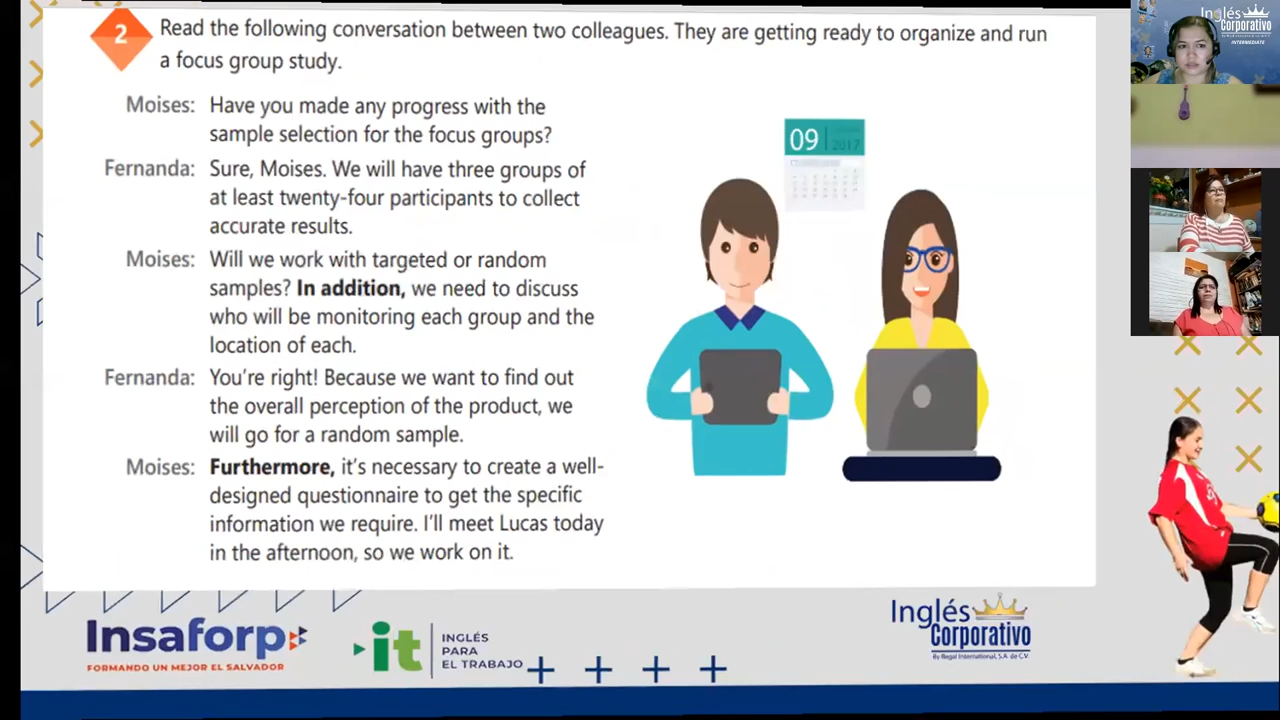 2
Read the following conversation between two colleagues. They are getting ready to organize and run
a focus group study.
Moises: Have you made any progress with the
sample selection for the focus groups?
Fernanda: Sure, Moises. We will have three groups of
at least twenty-four participants to collect
accurate results.
Moises: Will we work with targeted or random
samples? In addition, we need to discuss
who will be monitoring each group and the
location of each.
Fernanda: You're right! Because we want to find out
the overall perception of the product, we
will go for a random sample.
Moises: Furthermore, it's necessary to create a well-
designed questionnaire to get the specific
information we require. I'll meet Lucas today
in the afternoon, so we work on it.
09
2017
Inglés
Corporativo
INTERMEDIATE
Insaforp
FORMANDO UN MEJOR EL SALVADOR
it
INGLÉS
PARA
EL TRABAJO
Inglés
Corporativo